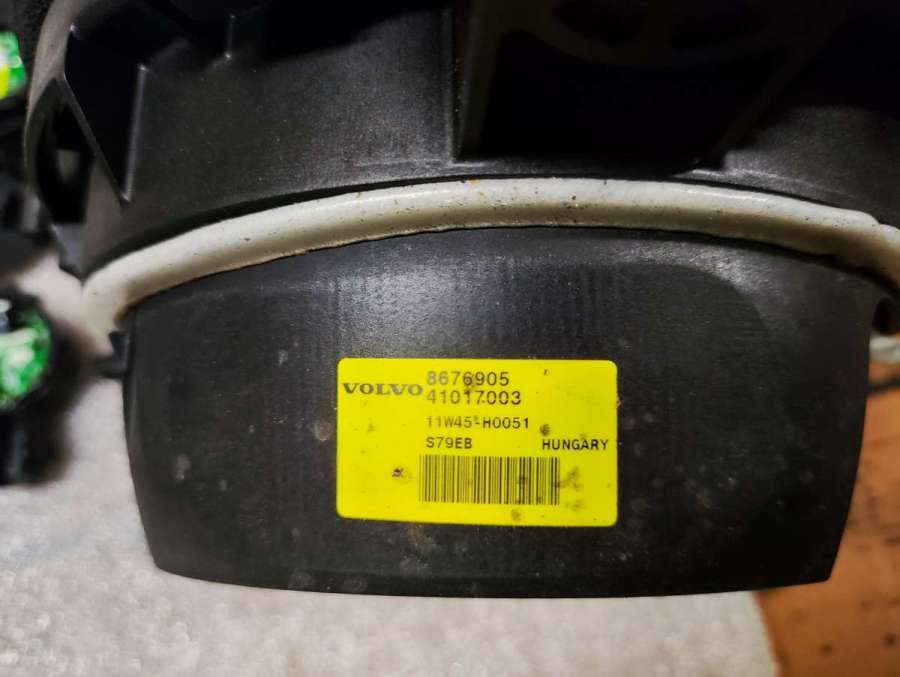 VOLVO 8676905
41017003
11W45-H0051
S79EB HUNGARY